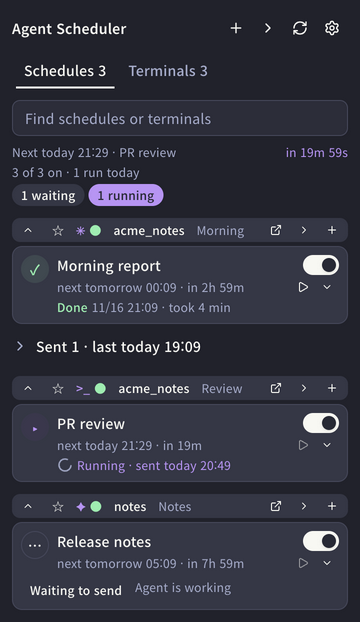 Agent Scheduler
Schedules 3 Terminals 3
Find schedules or terminals
Next today 21:29 · PR review in 19m 59s
3 of 3 on · 1 run today
1 waiting 1 running
acme_notes Morning
Morning report
next tomorrow 00:09 · in 2h 59m
Done 11/16 21:09 · took 4 min
Sent 1 · last today 19:09
>_ acme_notes Review
PR review
next today 21:29 · in 19m
Running · sent today 20:49
notes Notes
Release notes
next tomorrow 05:09 · in 7h 59m
Waiting to send Agent is working